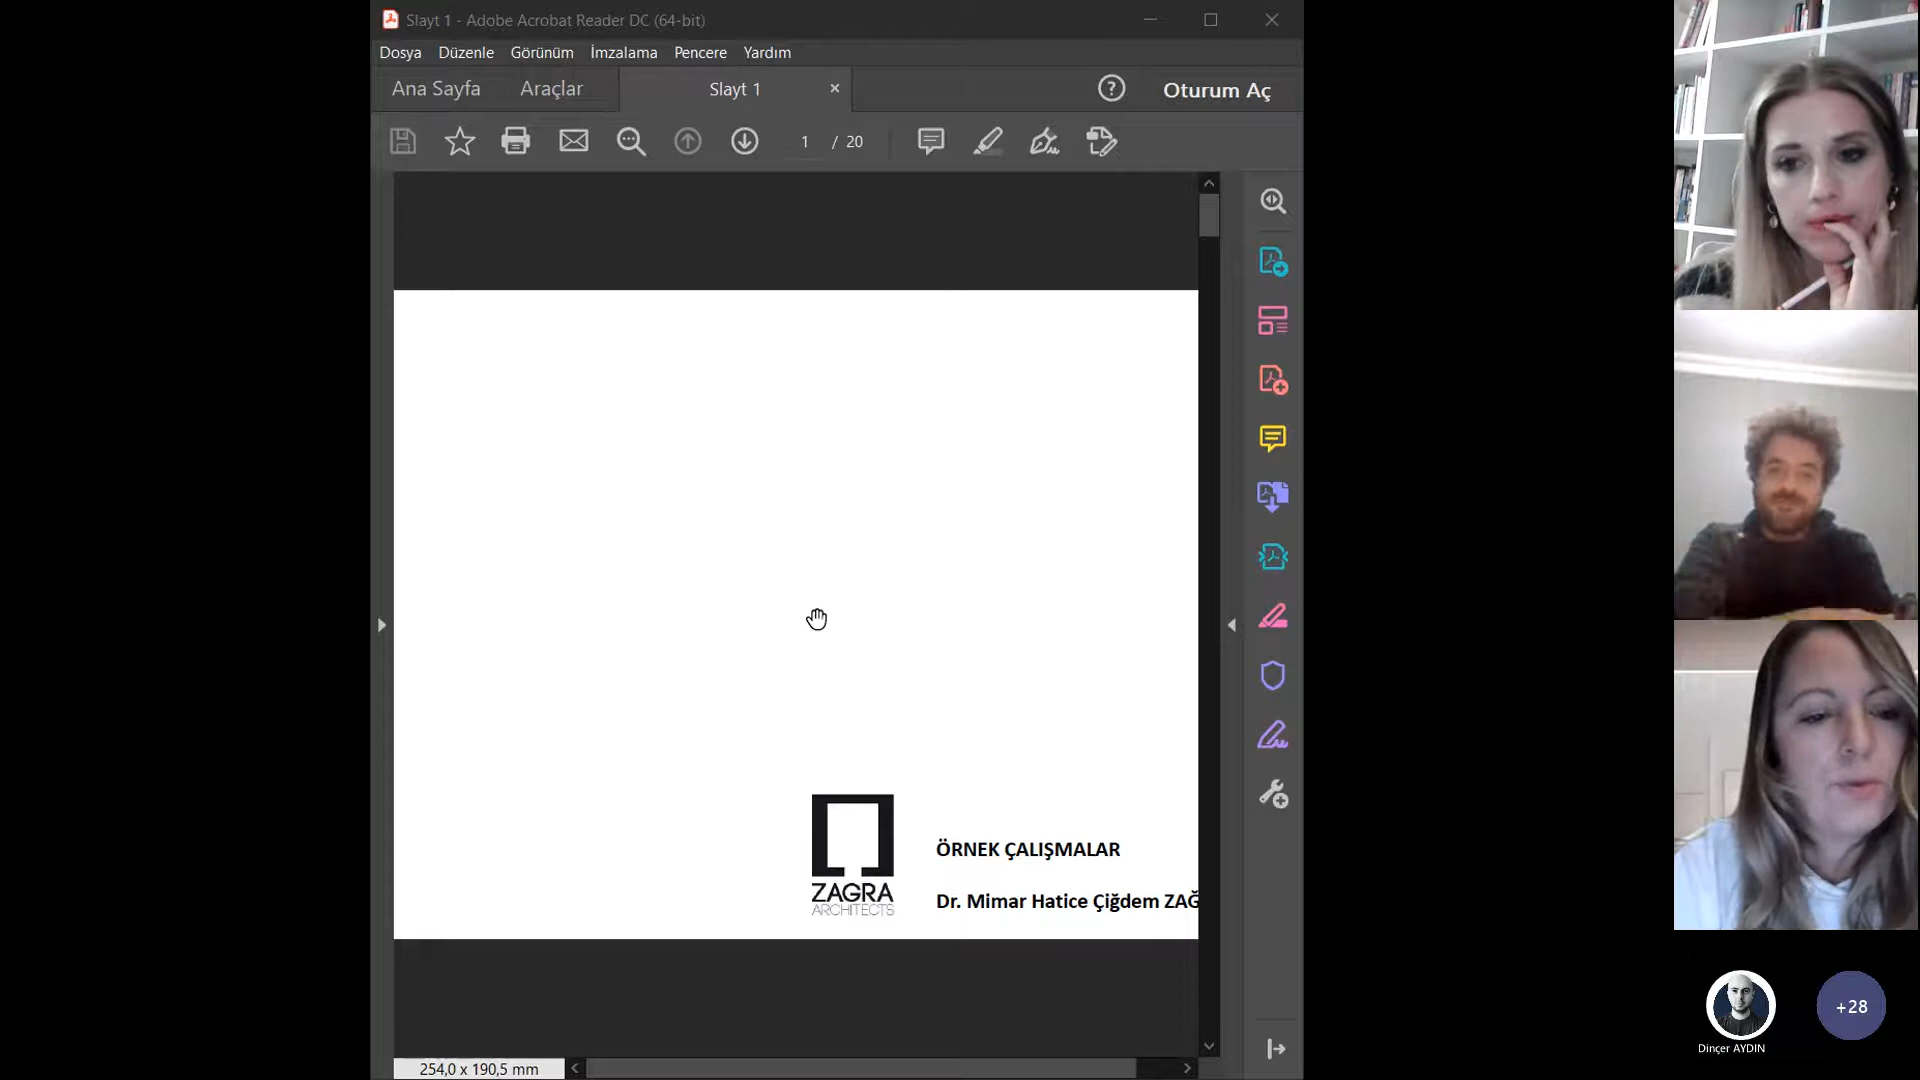 Slayt 1 - Adobe Acrobat Reader DC (64-bit)
Dosya Düzenle Görünüm İmzalama Pencere Yardım
Ana Sayfa Araçlar Slayt 1 Oturum Aç
1 / 20
ZAGRA
ARCHITECTS
ÖRNEK ÇALIŞMALAR
Dr. Mimar Hatice Çiğdem ZAĞ
254,0 x 190,5 mm
+28
Dinçer AYDIN